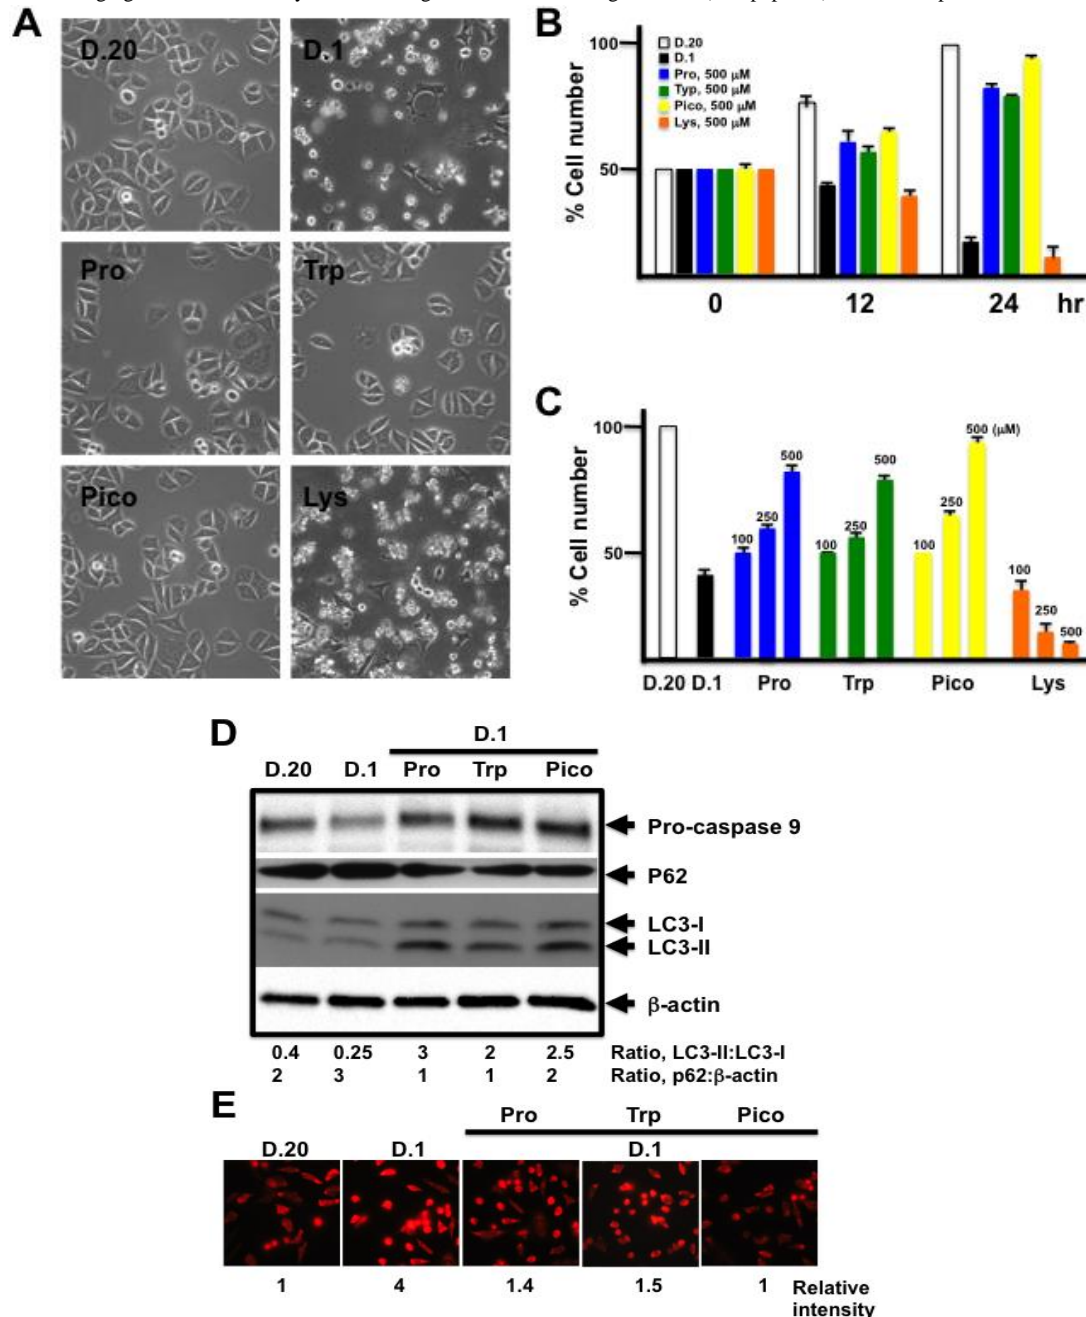 A
D.20
D.1
Pro
Trp
Pico
Lys
B
100
50
% Cell number
D.20
D.1
Pro, 500 μM
Typ, 500 μM
Pico, 500 μM
Lys, 500 μM
0 12 24 hr
C
100
50
% Cell number
100 250 500
100 250 500
100 250 500 (μM)
100 250 500
D.20 D.1 Pro Trp Pico Lys
D
D.1
D.20 D.1 Pro Trp Pico
Pro-caspase 9
P62
LC3-I
LC3-II
β-actin
0.4 0.25 3 2 2.5 Ratio, LC3-II:LC3-I
2 3 1 1 2 Ratio, p62:β-actin
E
Pro Trp Pico
D.20 D.1 D.1
1 4 1.4 1.5 1 Relative
intensity